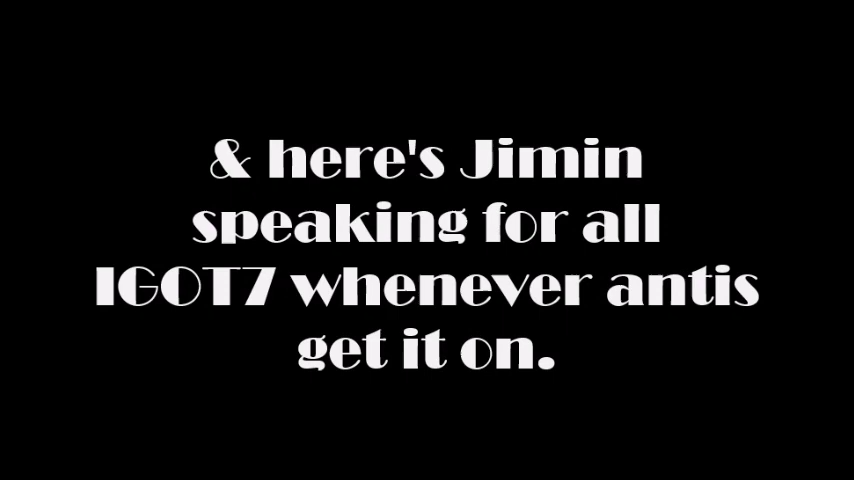 & here's Jimin
speaking for all
IGOT7 whenever antis
get it on.